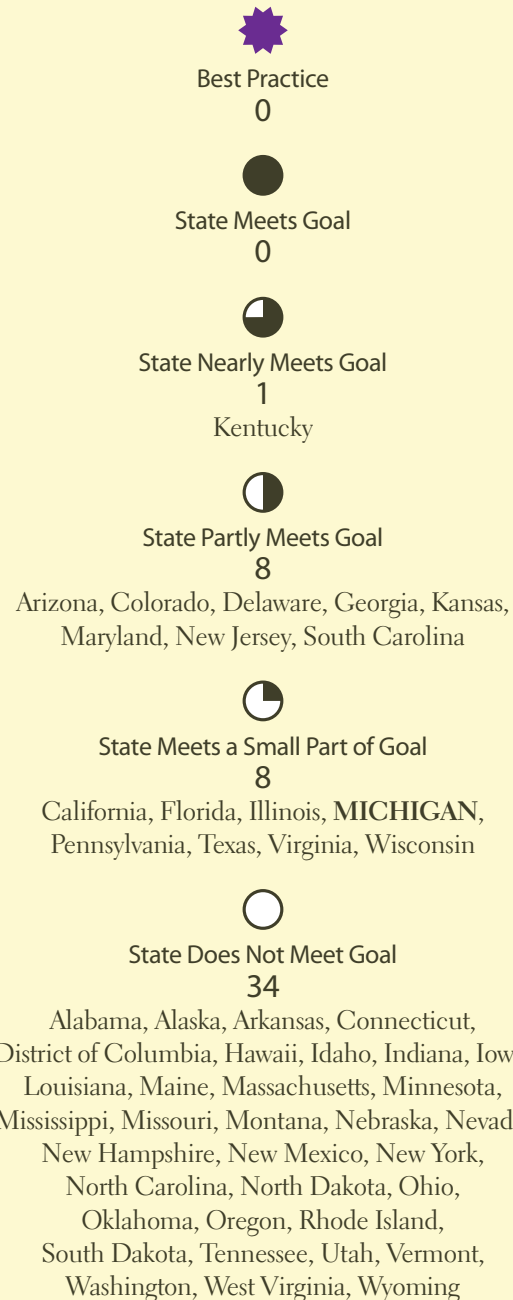 Best Practice
0
State Meets Goal
0
State Nearly Meets Goal
1
Kentucky
State Partly Meets Goal
8
Arizona, Colorado, Delaware, Georgia, Kansas,
Maryland, New Jersey, South Carolina
State Meets a Small Part of Goal
8
California, Florida, Illinois, MICHIGAN,
Pennsylvania, Texas, Virginia, Wisconsin
State Does Not Meet Goal
34
Alabama, Alaska, Arkansas, Connecticut,
District of Columbia, Hawaii, Idaho, Indiana, Iow
Louisiana, Maine, Massachusetts, Minnesota,
Mississippi, Missouri, Montana, Nebraska, Nevad
New Hampshire, New Mexico, New York,
North Carolina, North Dakota, Ohio,
Oklahoma, Oregon, Rhode Island,
South Dakota, Tennessee, Utah, Vermont,
Washington, West Virginia, Wyoming